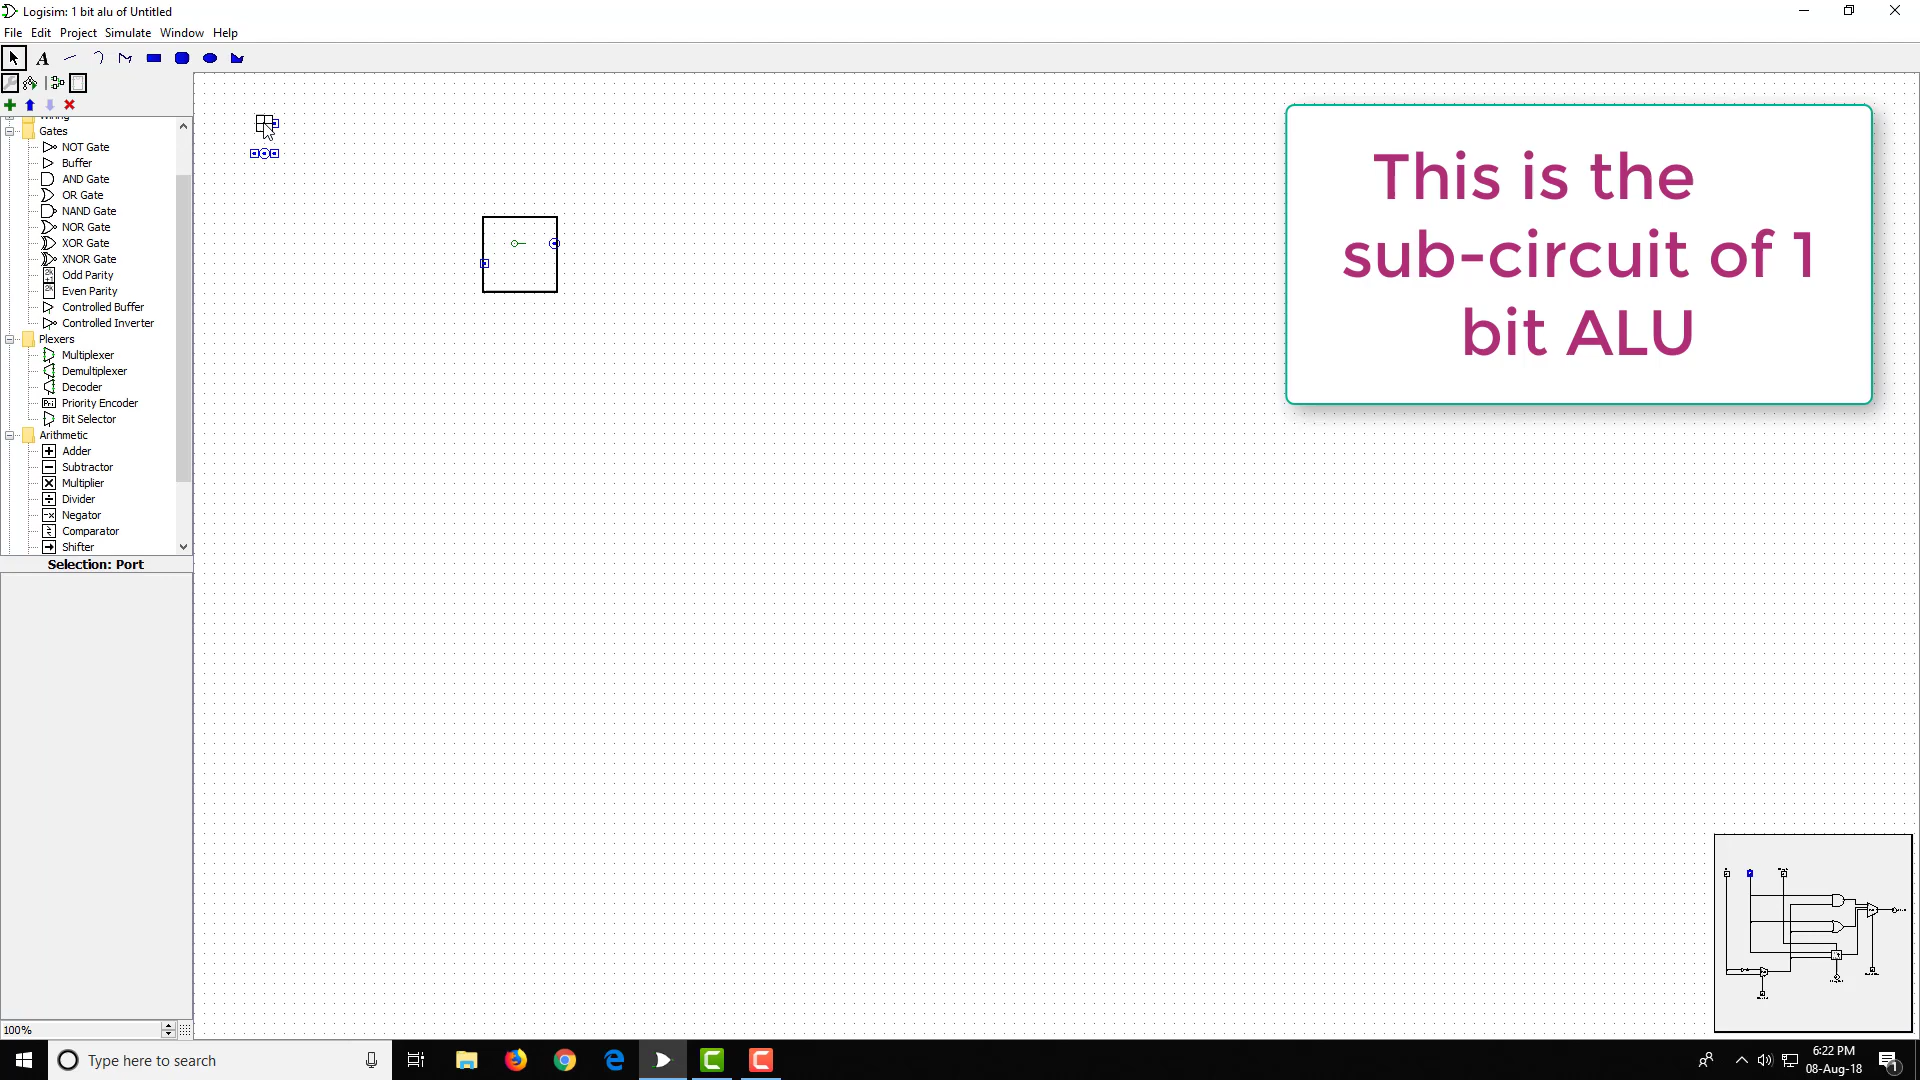 Logisim: 1 bit alu of Untitled
File Edit Project Simulate Window Help
A
Wiring
Gates
NOT Gate
Buffer
AND Gate
OR Gate
NAND Gate
NOR Gate
XOR Gate
XNOR Gate
Odd Parity
Even Parity
Controlled Buffer
Controlled Inverter
Plexers
Multiplexer
Demultiplexer
Decoder
Pri Priority Encoder
Bit Selector
Arithmetic
Adder
Subtractor
Multiplier
Divider
Negator
Comparator
Shifter
Selection: Port
100%
This is the
sub-circuit of 1
bit ALU
Type here to search
6:22 PM
08-Aug-18
1